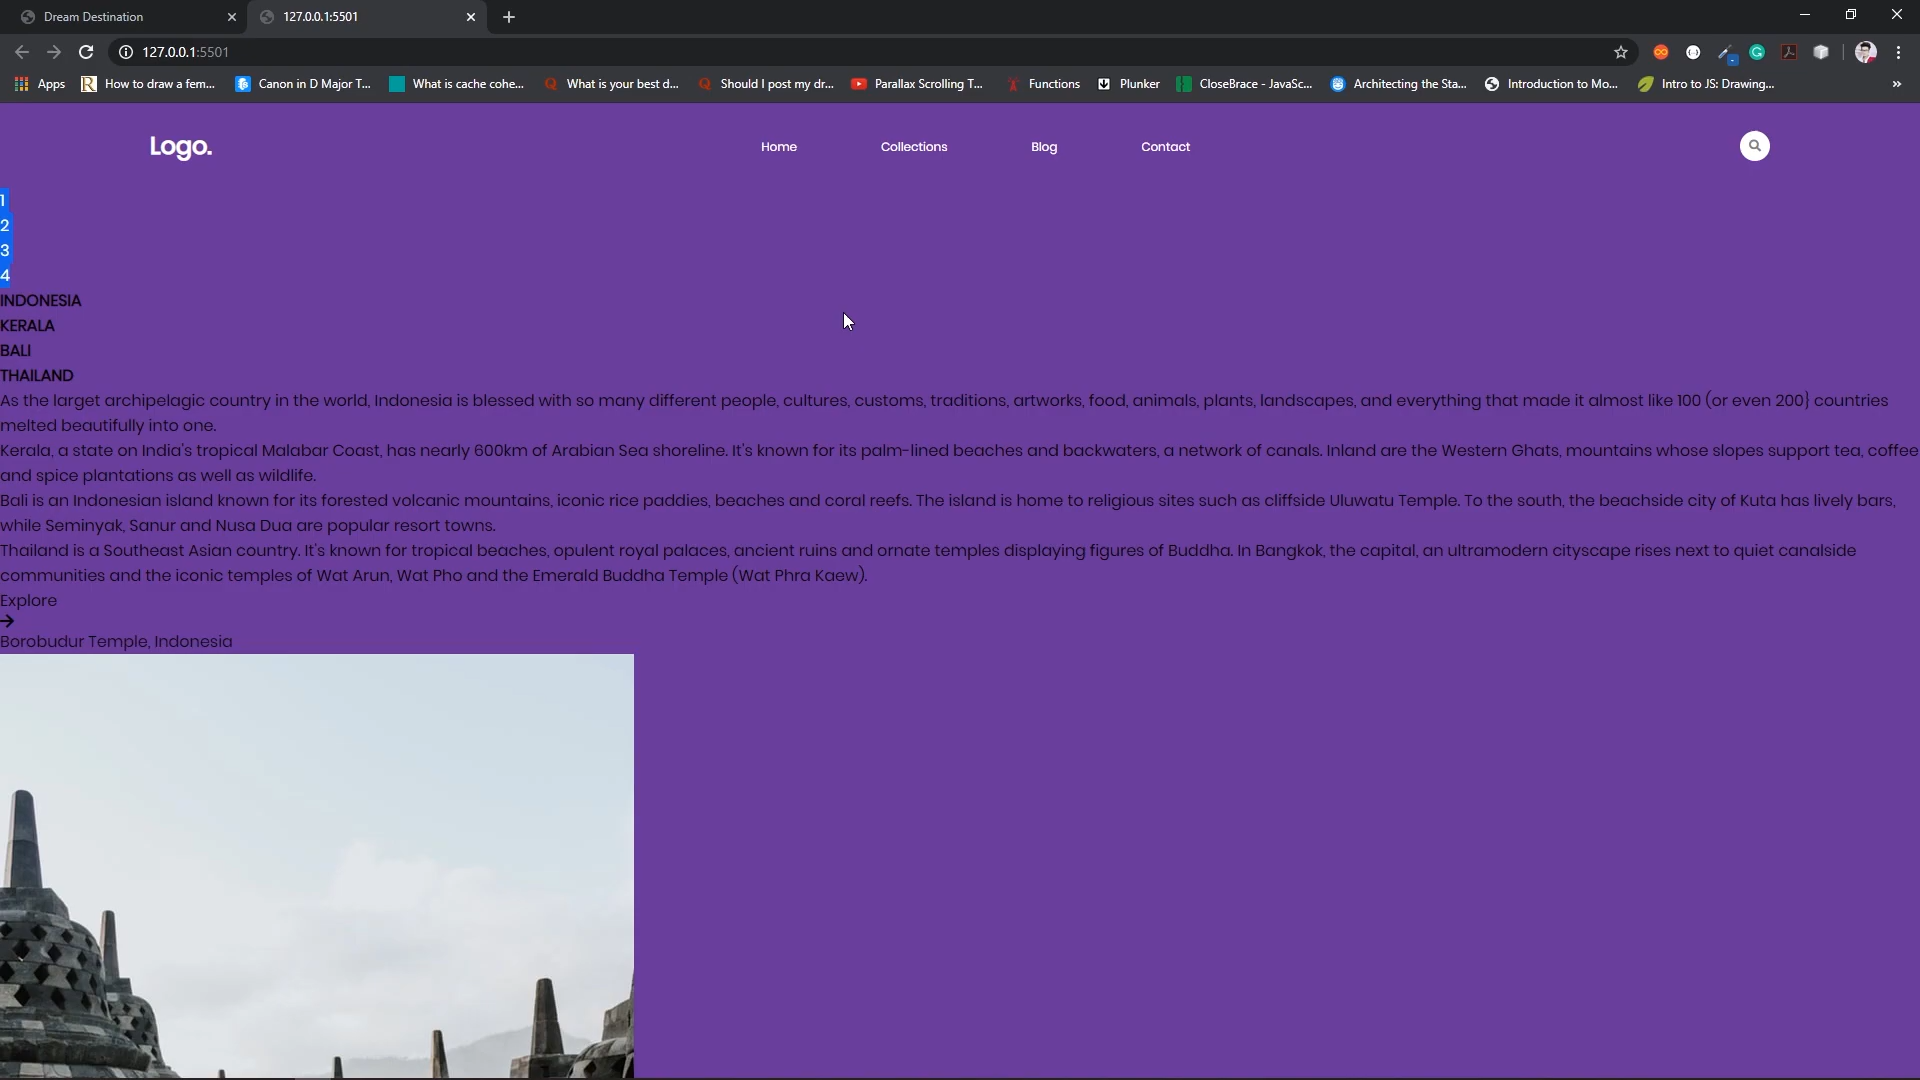 Dream Destination
127.0.0.1:5501
127.0.0.1:5501
Apps
How to draw a fem...
Canon in D Major T...
What is cache cohe...
What is your best d...
Should I post my dr...
Parallax Scrolling T...
Functions
Plunker
CloseBrace - JavaSc...
Architecting the Sta...
Introduction to Mo...
Intro to JS: Drawing...
Logo.
Home
Collections
Blog
Contact
1
2
3
4
INDONESIA
KERALA
BALI
THAILAND
As the larget archipelagic country in the world, Indonesia is blessed with so many different people, cultures, customs, traditions, artworks, food, animals, plants, landscapes, and everything that made it almost like 100 (or even 200} countries
melted beautifully into one.
Kerala, a state on India's tropical Malabar Coast, has nearly 600km of Arabian Sea shoreline. It's known for its palm-lined beaches and backwaters, a network of canals. Inland are the Western Ghats, mountains whose slopes support tea, coffee
and spice plantations as well as wildlife.
Bali is an Indonesian island known for its forested volcanic mountains, iconic rice paddies, beaches and coral reefs. The island is home to religious sites such as cliffside Uluwatu Temple. To the south, the beachside city of Kuta has lively bars,
while Seminyak, Sanur and Nusa Dua are popular resort towns.
Thailand is a Southeast Asian country. It's known for tropical beaches, opulent royal palaces, ancient ruins and ornate temples displaying figures of Buddha. In Bangkok, the capital, an ultramodern cityscape rises next to quiet canalside
communities and the iconic temples of Wat Arun, Wat Pho and the Emerald Buddha Temple (Wat Phra Kaew).
Explore
Borobudur Temple, Indonesia